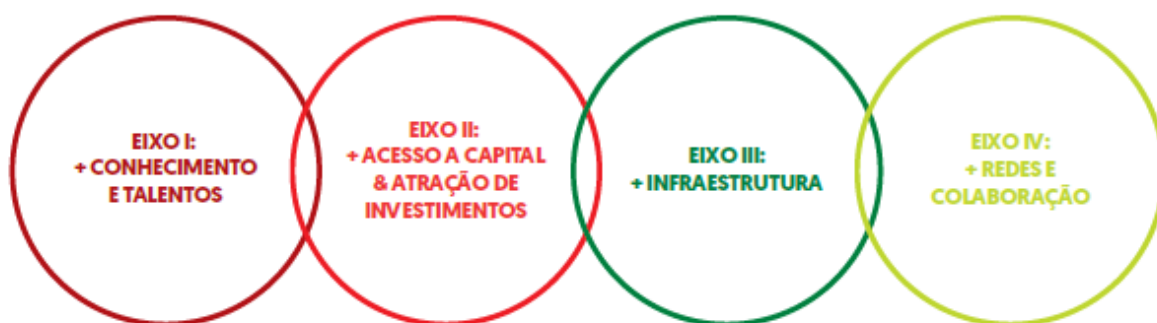 EIXO I:
+ CONHECIMENTO
E TALENTOS
EIXO II:
+ ACESSO A CAPITAL
& ATRAÇÃO DE
INVESTIMENTOS
EIXO III:
+ INFRAESTRUTURA
EIXO IV:
+ REDES E
COLABORAÇÃO